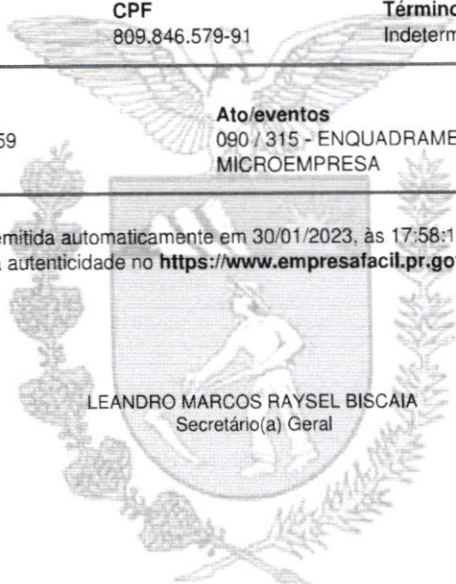 CPF
Término
809.846.579-91
Indeterm
59
Ato/eventos
090 / 315 - ENQUADRAME
MICROEMPRESA
emitida automaticamente em 30/01/2023, às 17:58:1
a autenticidade no https://www.empresafacil.pr.go
LEANDRO MARCOS RAYSEL BISCAIA
Secretário(a) Geral